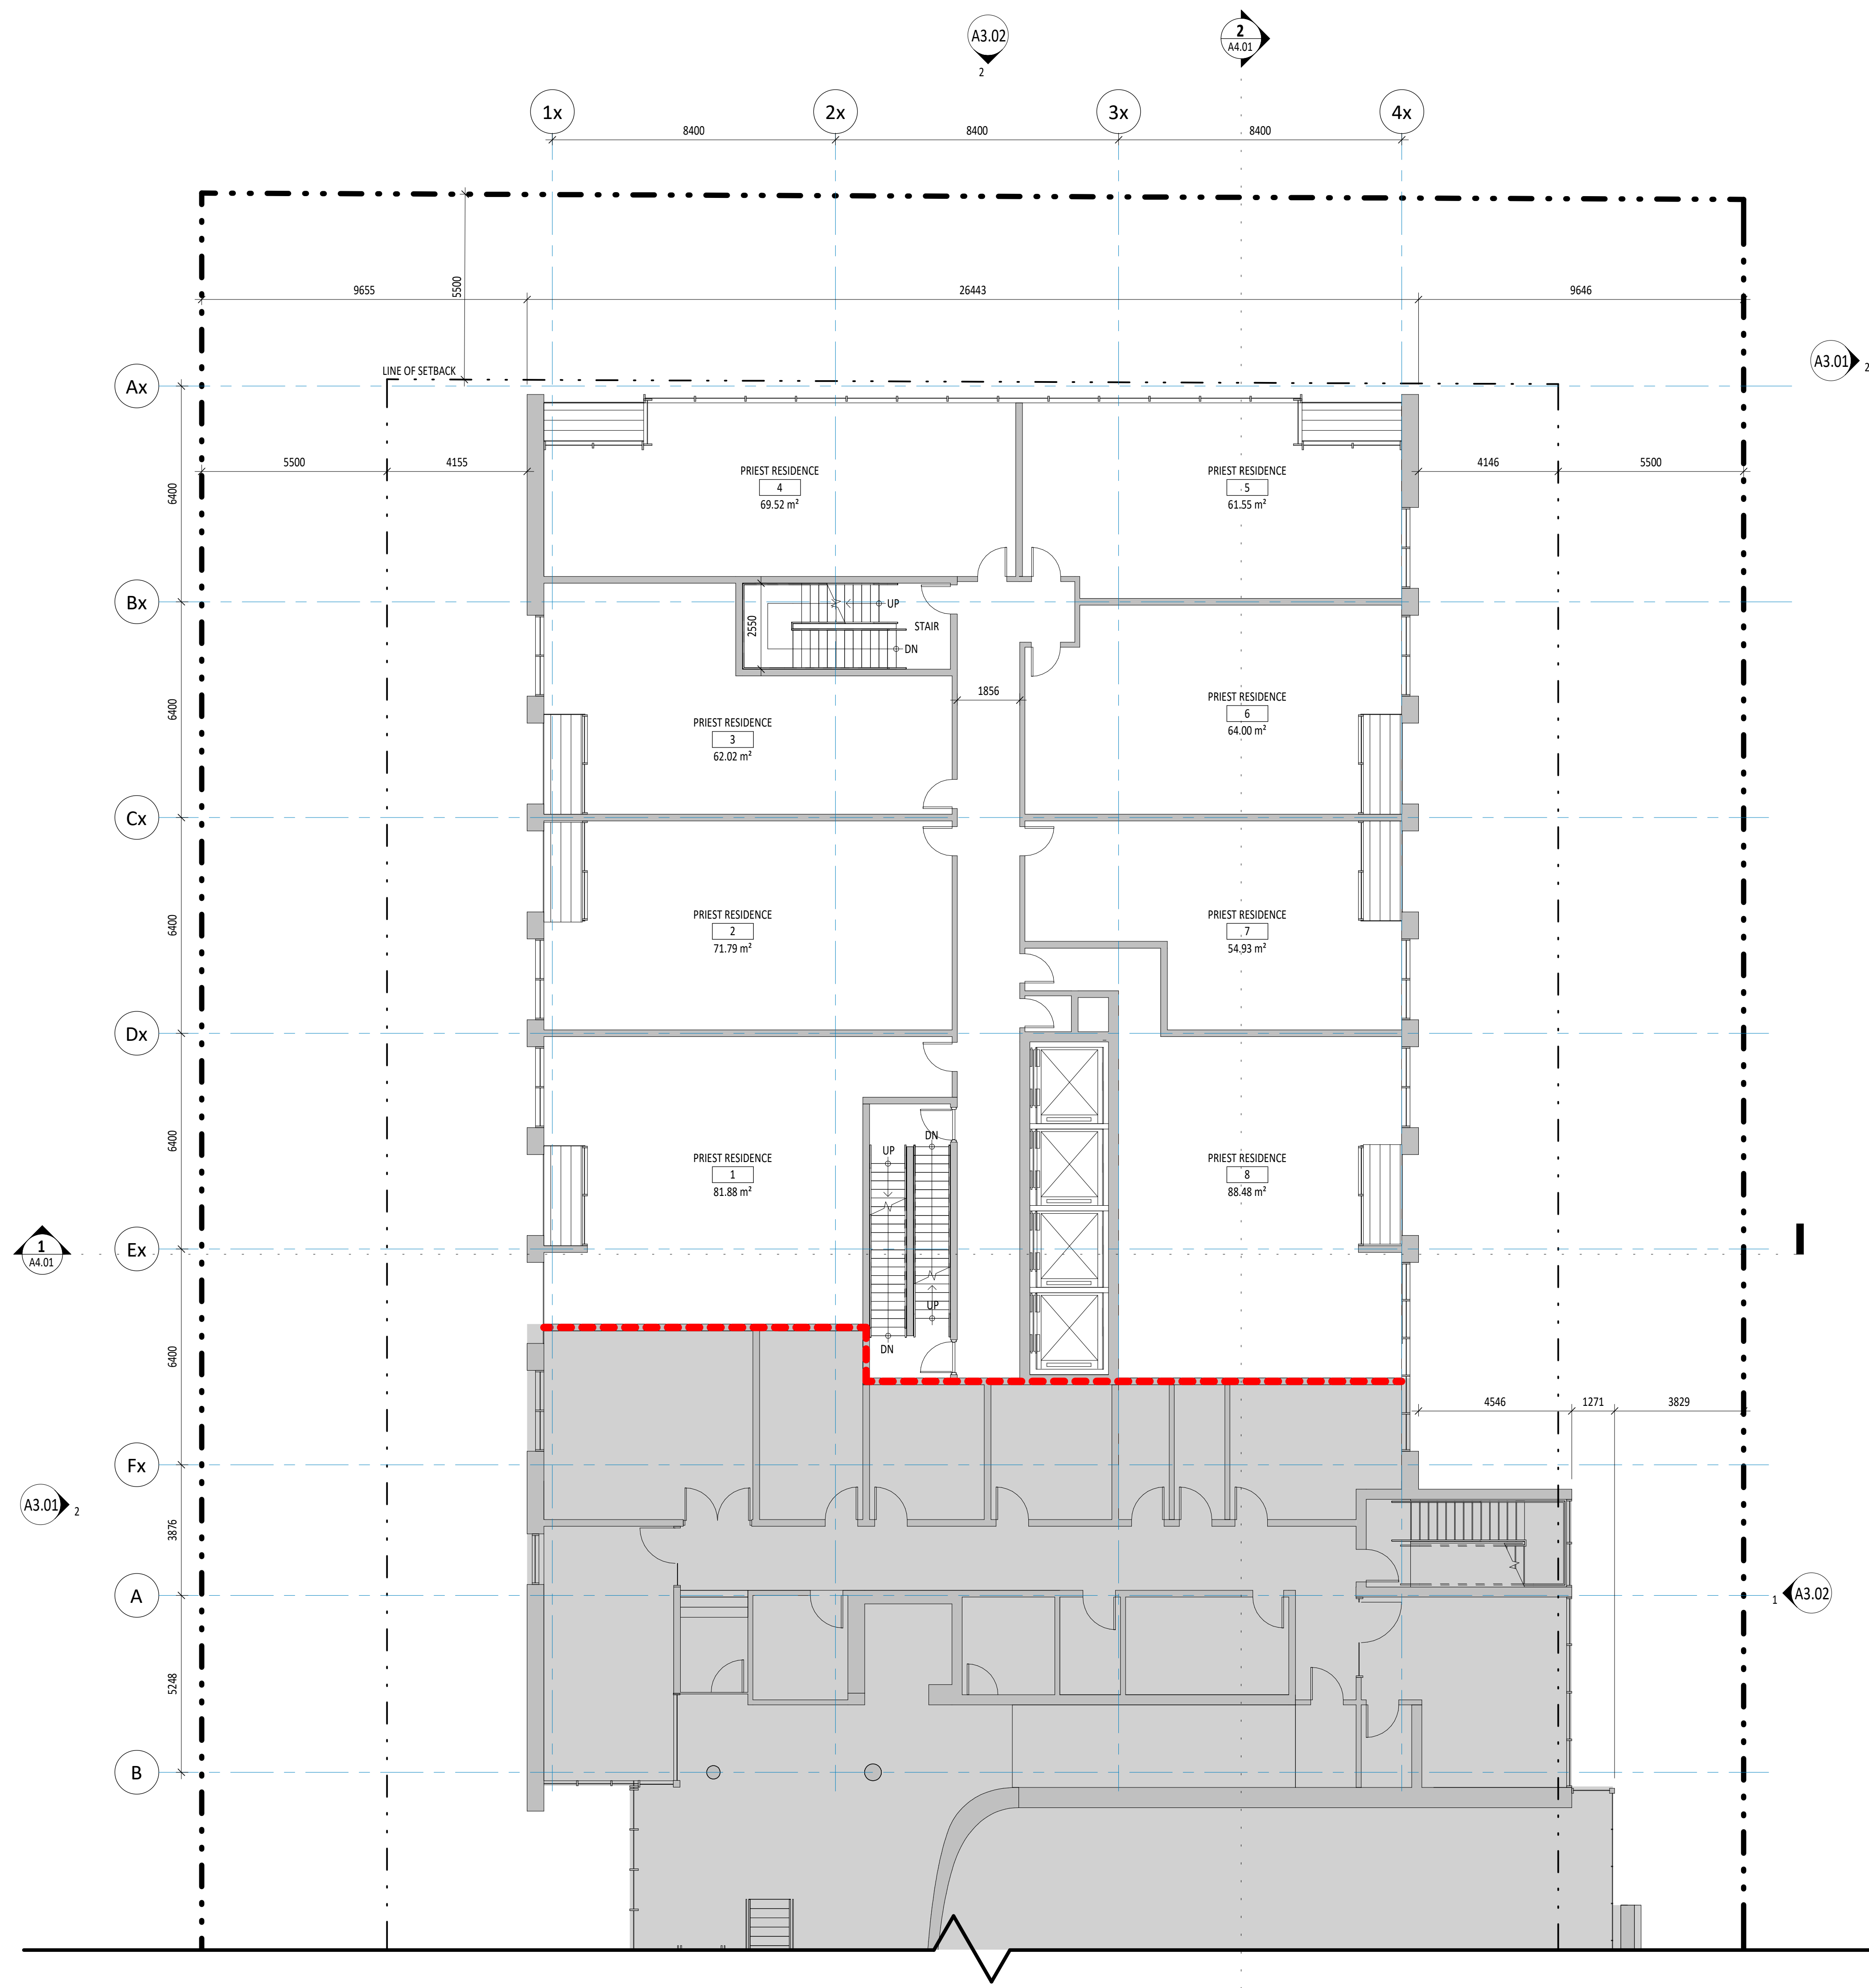 A3.02
2
2
A4.01
1x
2x
3x
4x
8400
8400
8400
9655
5500
26443
9646
A3.01
2
LINE OF SETBACK
Ax
5500
4155
4146
5500
6400
PRIEST RESIDENCE
4
69.52 m²
PRIEST RESIDENCE
5
61.55 m²
Bx
UP
STAIR
DN
2550
1856
6400
PRIEST RESIDENCE
3
62.02 m²
PRIEST RESIDENCE
6
64.00 m²
Cx
6400
PRIEST RESIDENCE
2
71.79 m²
PRIEST RESIDENCE
7
54.93 m²
Dx
6400
UP
DN
PRIEST RESIDENCE
1
81.88 m²
PRIEST RESIDENCE
8
88.48 m²
1
A4.01
Ex
UP
DN
6400
4546
1271
3829
Fx
A3.01
2
3876
A
1
A3.02
5248
B